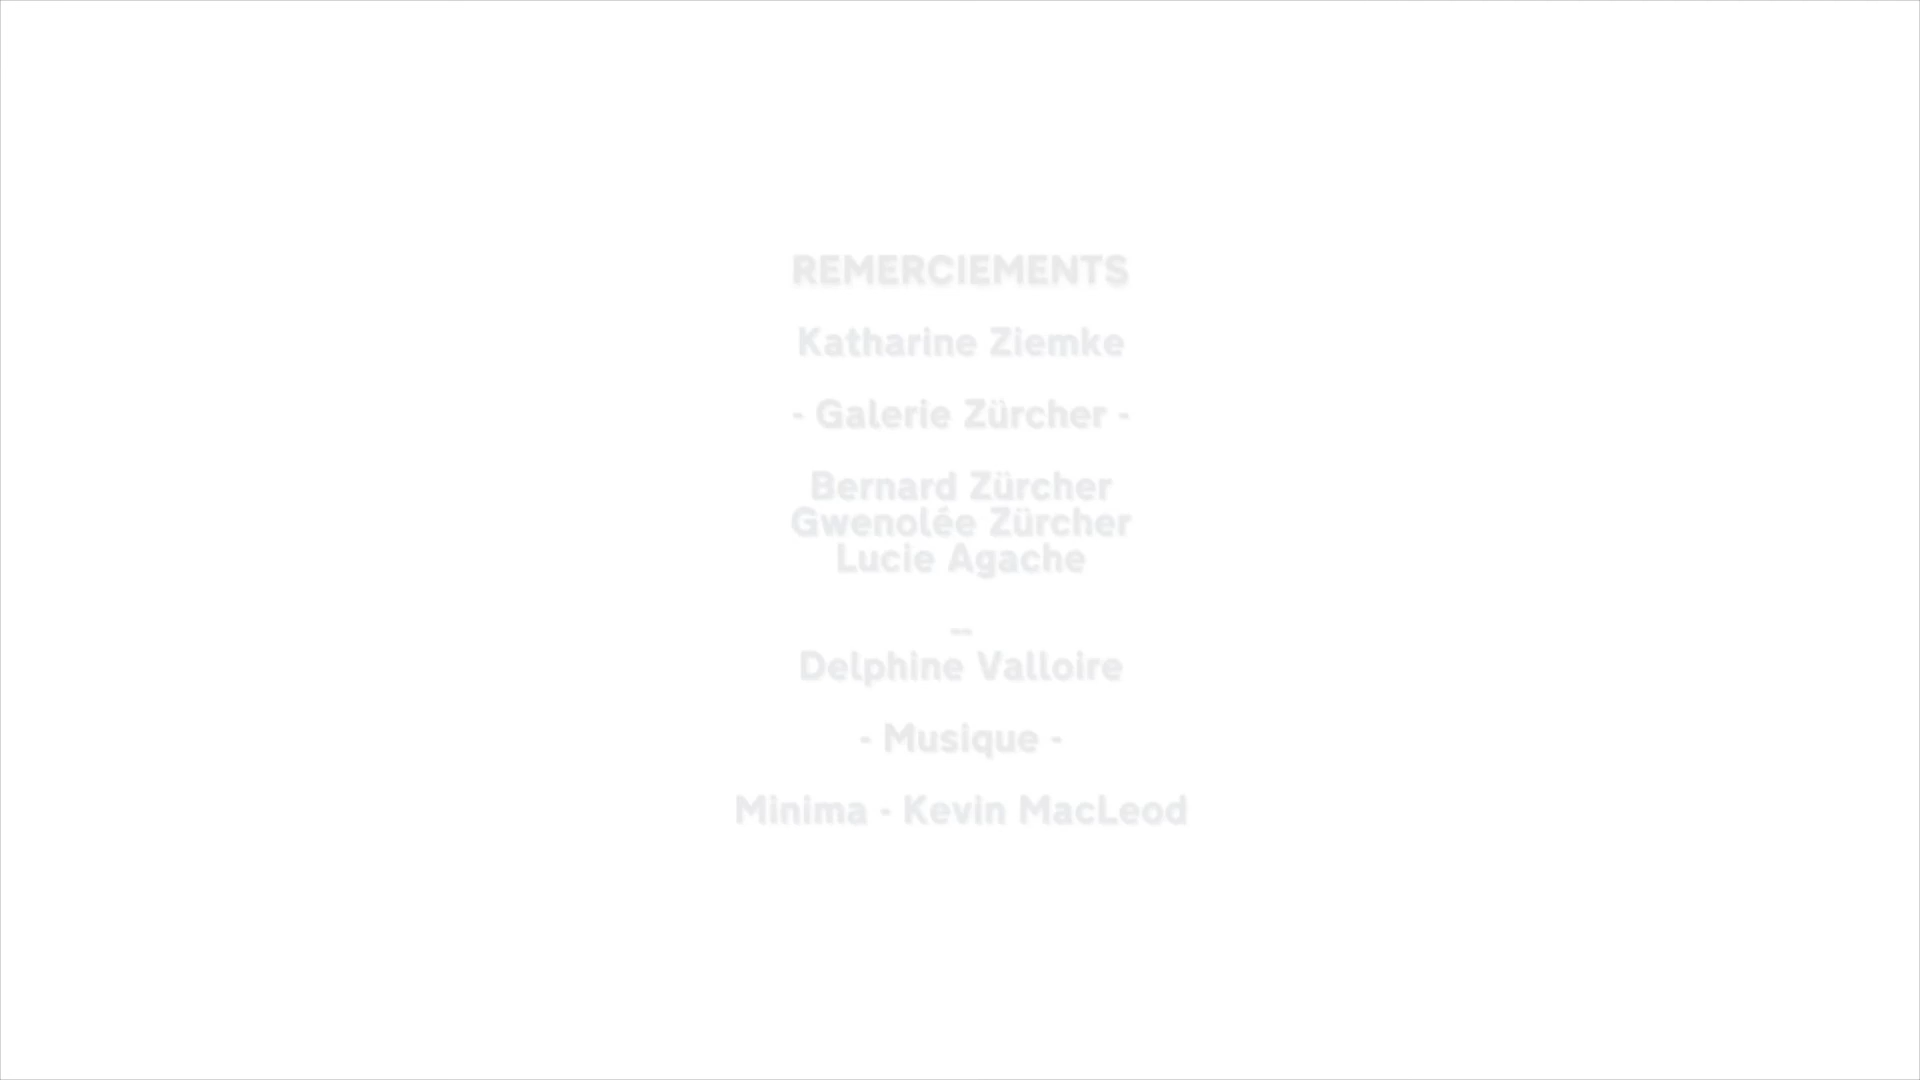 REMERCIEMENTS
Katharine Ziemke
- Galerie Zürcher -
Bernard Zürcher
Gwenolée Zürcher
Lucie Agache
--
Delphine Valloire
- Musique -
Minima - Kevin MacLeod